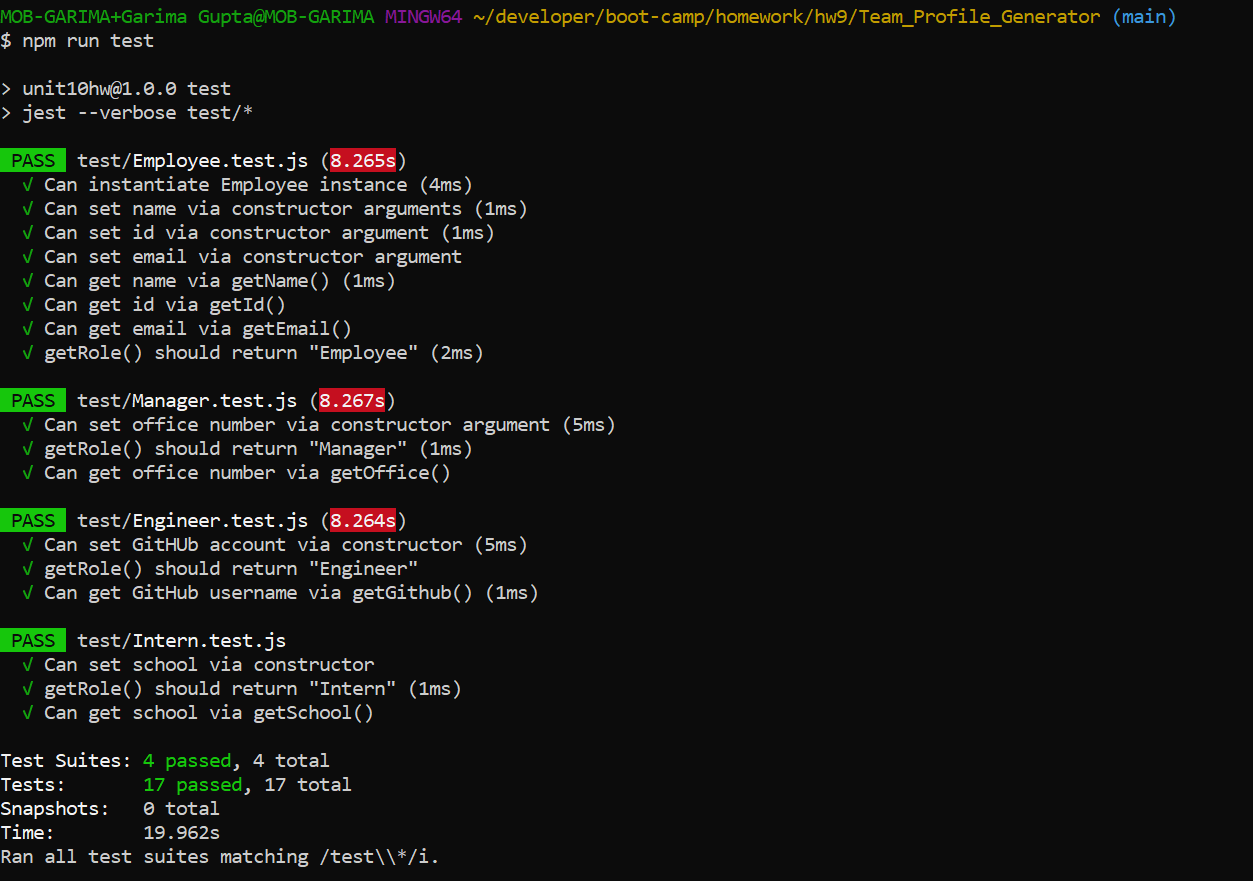 MOB-GARIMA+Garima Gupta@MOB-GARIMA MINGW64 ~/developer/boot-camp/homework/hw9/Team_Profile_Generator (main)
$ npm run test
> unit10hw@1.0.0 test
> jest --verbose test/*
PASS test/Employee.test.js (8.265s)
√ Can instantiate Employee instance (4ms)
√ Can set name via constructor arguments (1ms)
√ Can set id via constructor argument (1ms)
√ Can set email via constructor argument
√ Can get name via getName() (1ms)
√ Can get id via getId()
√ Can get email via getEmail()
√ getRole() should return "Employee" (2ms)
PASS test/Manager.test.js (8.267s)
√ Can set office number via constructor argument (5ms)
√ getRole() should return "Manager" (1ms)
√ Can get office number via getOffice()
PASS test/Engineer.test.js (8.264s)
√ Can set GitHUb account via constructor (5ms)
√ getRole() should return "Engineer"
√ Can get GitHub username via getGithub() (1ms)
PASS test/Intern.test.js
√ Can set school via constructor
√ getRole() should return "Intern" (1ms)
√ Can get school via getSchool()
Test Suites: 4 passed, 4 total
Tests: 17 passed, 17 total
Snapshots: 0 total
Time: 19.962s
Ran all test suites matching /test\\*/i.